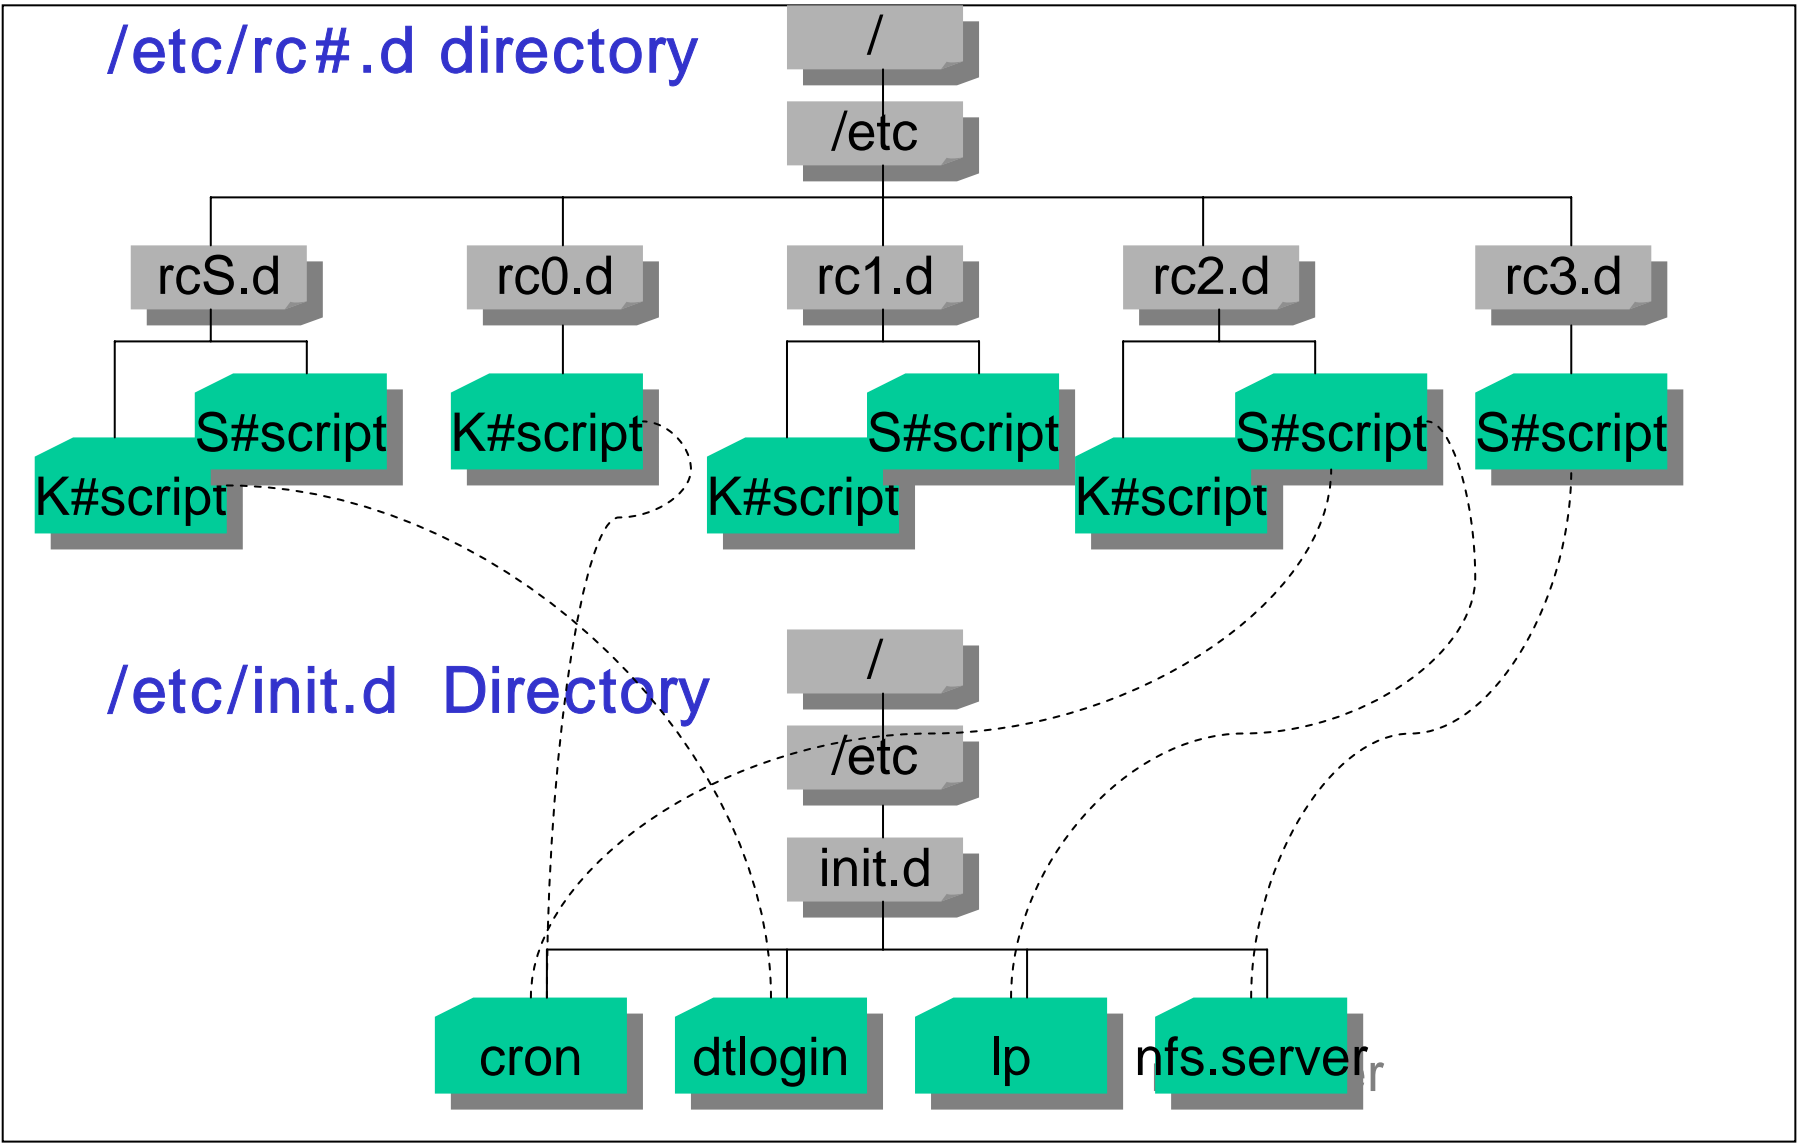 /etc/rc#.d directory
/
/etc
rcS.d
rc0.d
rc1.d
rc2.d
rc3.d
S#script
K#script
K#script
S#script
K#script
S#script
K#script
S#script
/etc/init.d Directory
/
/etc
init.d
cron
dtlogin
lp
nfs.server